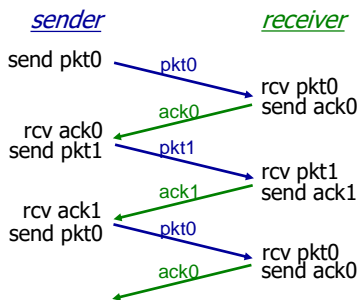 sender receiver
send pkt0
pkt0
rcv pkt0
send ack0
ack0
rcv ack0
send pkt1
pkt1
rcv pkt1
send ack1
ack1
rcv ack1
send pkt0
pkt0
rcv pkt0
send ack0
ack0